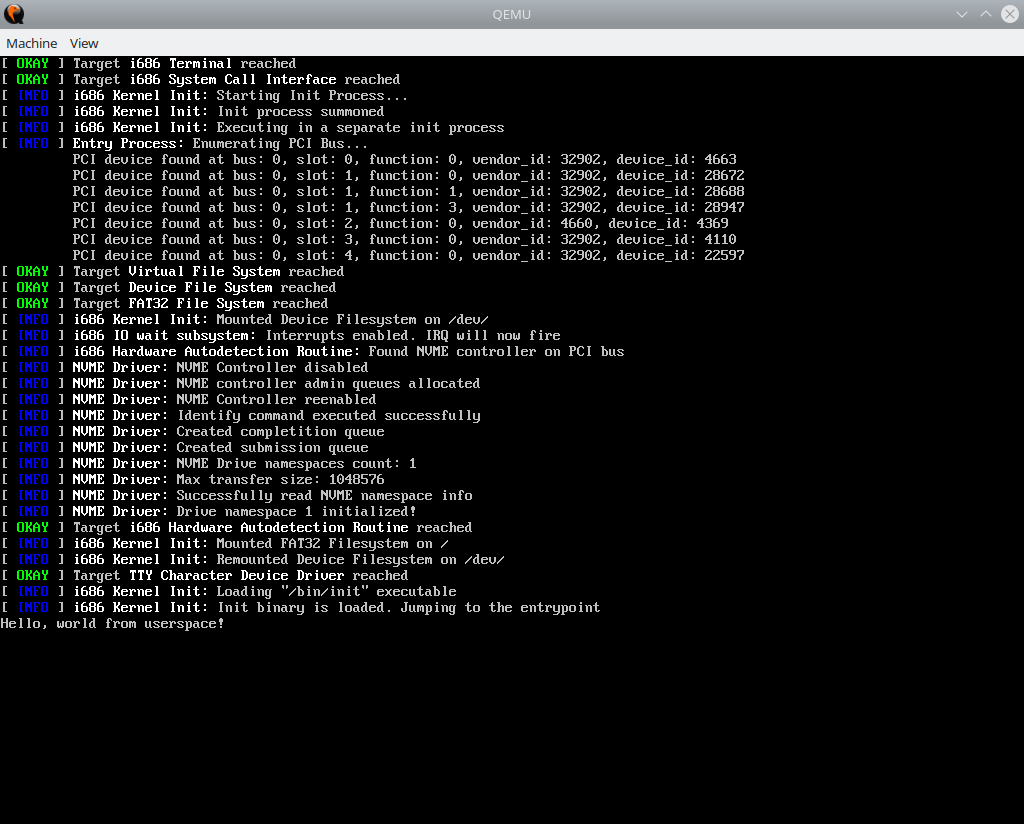 QEMU
Machine View
[ OKAY ] Target i686 Terminal reached
[ OKAY ] Target i686 System Call Interface reached
[ INFO ] i686 Kernel Init: Starting Init Process...
[ INFO ] i686 Kernel Init: Init process summoned
[ INFO ] i686 Kernel Init: Executing in a separate init process
[ INFO ] Entry Process: Enumerating PCI Bus...
PCI device found at bus: 0, slot: 0, function: 0, vendor_id: 32902, device_id: 4663
PCI device found at bus: 0, slot: 1, function: 0, vendor_id: 32902, device_id: 28672
PCI device found at bus: 0, slot: 1, function: 1, vendor_id: 32902, device_id: 28688
PCI device found at bus: 0, slot: 1, function: 3, vendor_id: 32902, device_id: 28947
PCI device found at bus: 0, slot: 2, function: 0, vendor_id: 4660, device_id: 4369
PCI device found at bus: 0, slot: 3, function: 0, vendor_id: 32902, device_id: 4110
PCI device found at bus: 0, slot: 4, function: 0, vendor_id: 32902, device_id: 22597
[ OKAY ] Target Virtual File System reached
[ OKAY ] Target Device File System reached
[ OKAY ] Target FAT32 File System reached
[ INFO ] i686 Kernel Init: Mounted Device Filesystem on /dev/
[ INFO ] i686 IO wait subsystem: Interrupts enabled. IRQ will now fire
[ INFO ] i686 Hardware Autodetection Routine: Found NVME controller on PCI bus
[ INFO ] NVME Driver: NVME Controller disabled
[ INFO ] NVME Driver: NVME controller admin queues allocated
[ INFO ] NVME Driver: NVME Controller reenabled
[ INFO ] NVME Driver: Identify command executed successfully
[ INFO ] NVME Driver: Created completition queue
[ INFO ] NVME Driver: Created submission queue
[ INFO ] NVME Driver: NVME Drive namespaces count: 1
[ INFO ] NVME Driver: Max transfer size: 1048576
[ INFO ] NVME Driver: Successfully read NVME namespace info
[ INFO ] NVME Driver: Drive namespace 1 initialized!
[ OKAY ] Target i686 Hardware Autodetection Routine reached
[ INFO ] i686 Kernel Init: Mounted FAT32 Filesystem on /
[ INFO ] i686 Kernel Init: Remounted Device Filesystem on /dev/
[ OKAY ] Target TTY Character Device Driver reached
[ INFO ] i686 Kernel Init: Loading "/bin/init" executable
[ INFO ] i686 Kernel Init: Init binary is loaded. Jumping to the entrypoint
Hello, world from userspace!